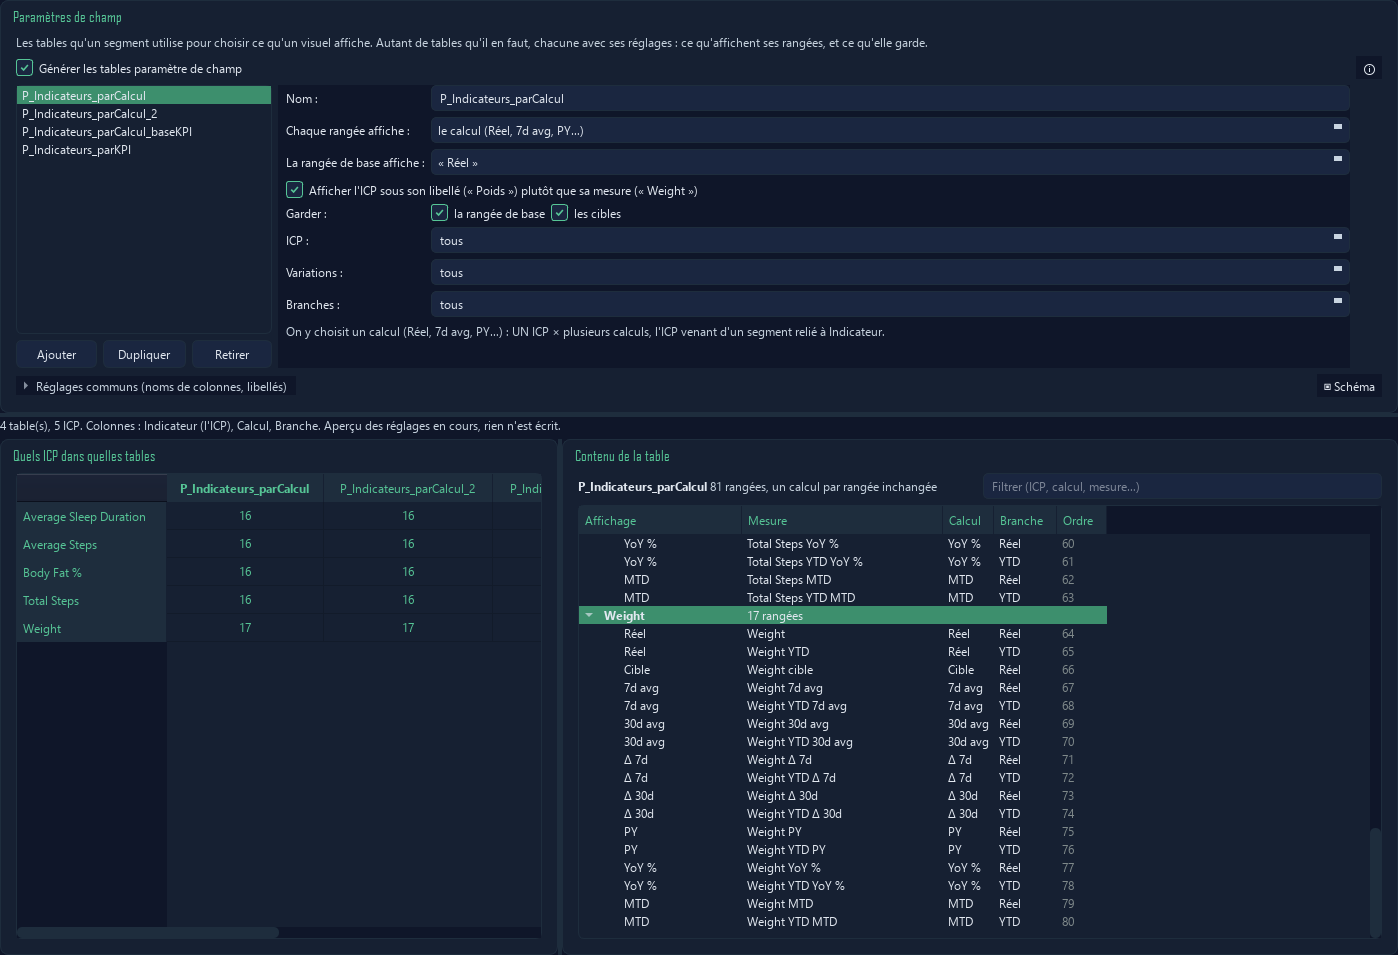 Paramètres de champ
Les tables qu'un segment utilise pour choisir ce qu'un visuel affiche. Autant de tables qu'il en faut, chacune avec ses réglages : ce qu'affichent ses rangées, et ce qu'elle garde.
Générer les tables paramètre de champ
P_Indicateurs_parCalcul
P_Indicateurs_parCalcul_2
P_Indicateurs_parCalcul_baseKPI
P_Indicateurs_parKPI
Ajouter Dupliquer Retirer
Nom : P_Indicateurs_parCalcul
Chaque rangée affiche : le calcul (Réel, 7d avg, PY...)
La rangée de base affiche : « Réel »
Afficher l'ICP sous son libellé (« Poids ») plutôt que sa mesure (« Weight »)
Garder : la rangée de base les cibles
ICP : tous
Variations : tous
Branches : tous
On y choisit un calcul (Réel, 7d avg, PY...) : UN ICP × plusieurs calculs, l'ICP venant d'un segment relié à Indicateur.
Réglages communs (noms de colonnes, libellés)
Schéma
4 table(s), 5 ICP. Colonnes : Indicateur (l'ICP), Calcul, Branche. Aperçu des réglages en cours, rien n'est écrit.
Quels ICP dans quelles tables
P_Indicateurs_parCalcul P_Indicateurs_parCalcul_2 P_Indi
Average Sleep Duration 16 16
Average Steps 16 16
Body Fat % 16 16
Total Steps 16 16
Weight 17 17
Contenu de la table
P_Indicateurs_parCalcul 81 rangées, un calcul par rangée inchangée
Filtrer (ICP, calcul, mesure...)
Affichage Mesure Calcul Branche Ordre
YoY % Total Steps YoY % YoY % Réel 60
YoY % Total Steps YTD YoY % YoY % YTD 61
MTD Total Steps MTD MTD Réel 62
MTD Total Steps YTD MTD MTD YTD 63
Weight 17 rangées
Réel Weight Réel Réel 64
Réel Weight YTD Réel YTD 65
Cible Weight cible Cible Réel 66
7d avg Weight 7d avg 7d avg Réel 67
7d avg Weight YTD 7d avg 7d avg YTD 68
30d avg Weight 30d avg 30d avg Réel 69
30d avg Weight YTD 30d avg 30d avg YTD 70
Δ 7d Weight Δ 7d Δ 7d Réel 71
Δ 7d Weight YTD Δ 7d Δ 7d YTD 72
Δ 30d Weight Δ 30d Δ 30d Réel 73
Δ 30d Weight YTD Δ 30d Δ 30d YTD 74
PY Weight PY PY Réel 75
PY Weight YTD PY PY YTD 76
YoY % Weight YoY % YoY % Réel 77
YoY % Weight YTD YoY % YoY % YTD 78
MTD Weight MTD MTD Réel 79
MTD Weight YTD MTD MTD YTD 80